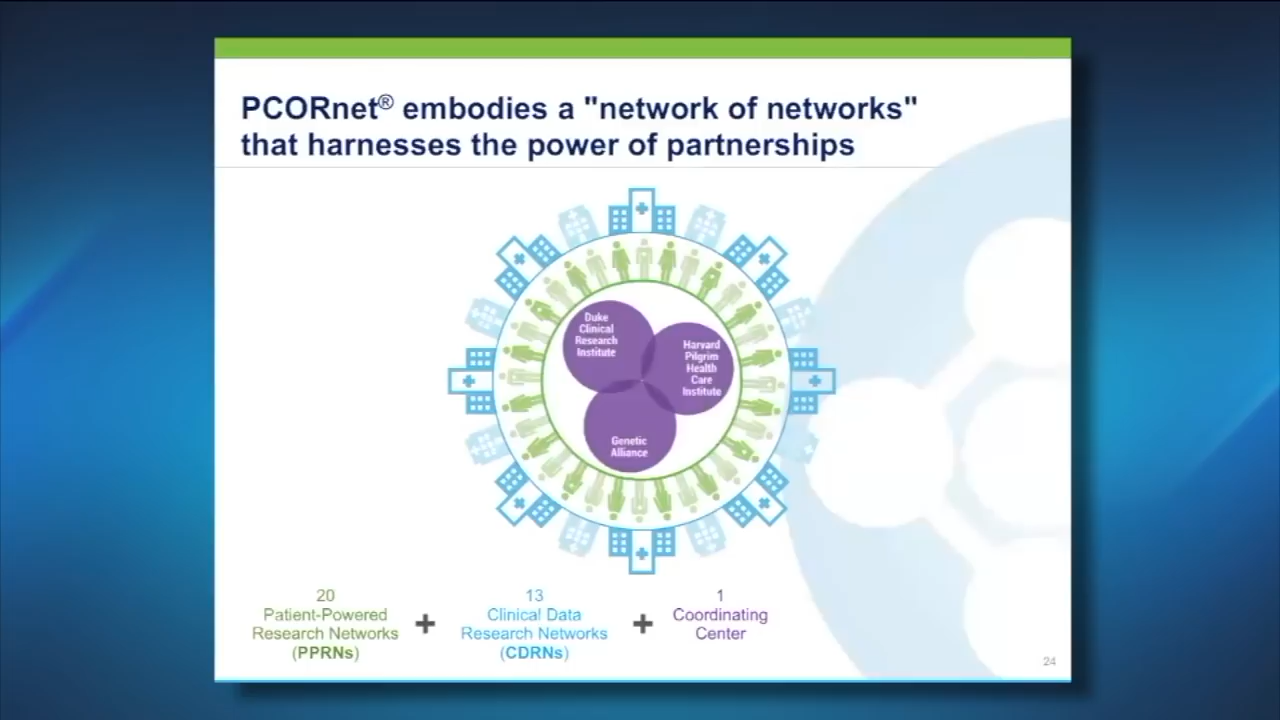 PCORnet® embodies a "network of networks"
that harnesses the power of partnerships
Duke
Clinical
Research
Institute
Harvard
Pilgrim
Health
Care
Institute
Genetic
Alliance
20
Patient-Powered
Research Networks
(PPRNs)
+
13
Clinical Data
Research Networks
(CDRNs)
+
1
Coordinating
Center
24